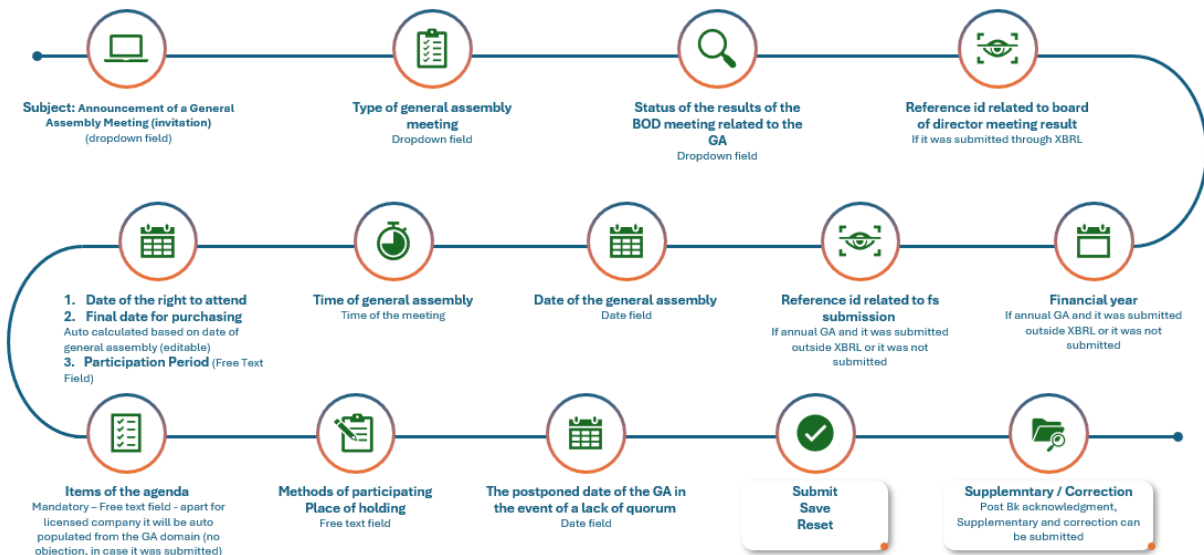 Subject: Announcement of a General
Assembly Meeting (invitation)
(dropdown field)
Type of general assembly
meeting
Dropdown field
Status of the results of the
BOD meeting related to the
GA
Dropdown field
Reference id related to board
of director meeting result
If it was submitted through XBRL
Financial year
If annual GA and it was submitted
outside XBRL or it was not
submitted
Reference id related to fs
submission
If annual GA and it was submitted
outside XBRL or it was not
submitted
Date of the general assembly
Date field
Time of general assembly
Time of the meeting
1. Date of the right to attend
2. Final date for purchasing
Auto calculated based on date of
general assembly (editable)
3. Participation Period (Free Text
Field)
Items of the agenda
Mandatory – Free text field - apart for
licensed company it will be auto
populated from the GA domain (no
objection, in case it was submitted)
Methods of participating
Place of holding
Free text field
The postponed date of the GA in
the event of a lack of quorum
Date field
Submit
Save
Reset
Supplemntary / Correction
Post Bk acknowledgment,
Supplementary and correction can
be submitted